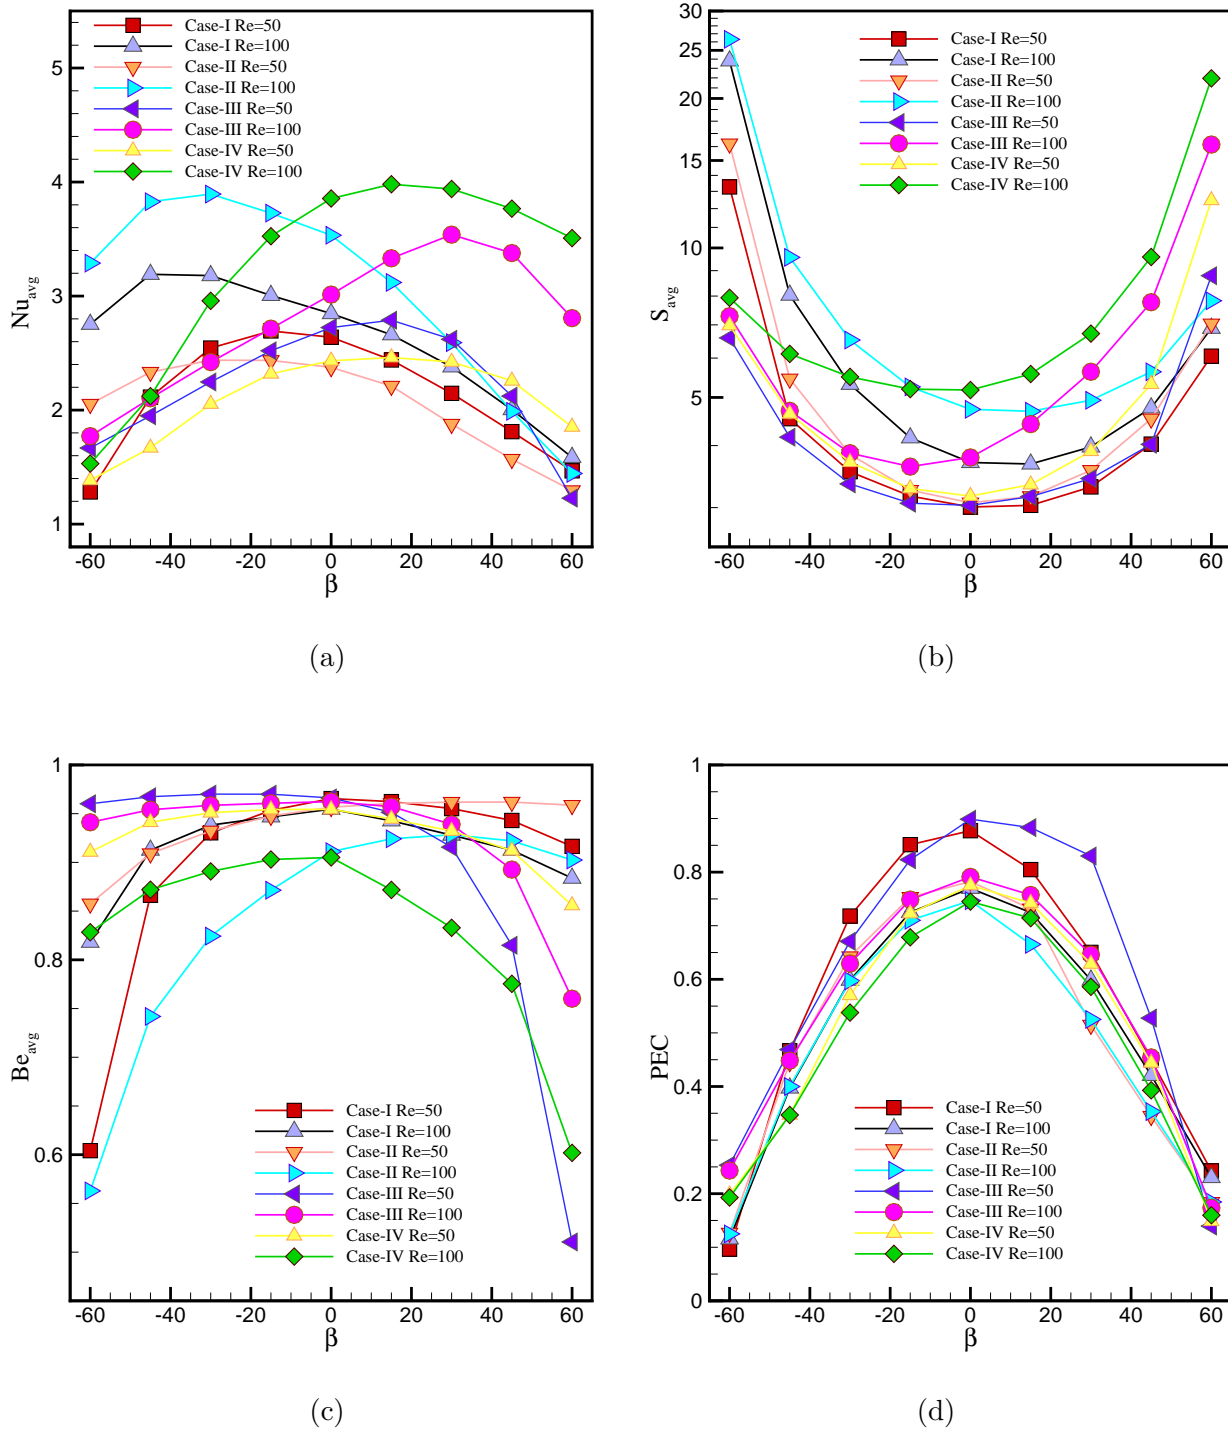 5
4
3
2
1
Nu_avg
Case-I Re=50
Case-I Re=100
Case-II Re=50
Case-II Re=100
Case-III Re=50
Case-III Re=100
Case-IV Re=50
Case-IV Re=100
-60 -40 -20 0 20 40 60
β
(a)
30
25
20
15
10
5
S_avg
Case-I Re=50
Case-I Re=100
Case-II Re=50
Case-II Re=100
Case-III Re=50
Case-III Re=100
Case-IV Re=50
Case-IV Re=100
-60 -40 -20 0 20 40 60
β
(b)
1
0.8
0.6
Be_avg
Case-I Re=50
Case-I Re=100
Case-II Re=50
Case-II Re=100
Case-III Re=50
Case-III Re=100
Case-IV Re=50
Case-IV Re=100
-60 -40 -20 0 20 40 60
β
(c)
1
0.8
0.6
0.4
0.2
0
PEC
Case-I Re=50
Case-I Re=100
Case-II Re=50
Case-II Re=100
Case-III Re=50
Case-III Re=100
Case-IV Re=50
Case-IV Re=100
-60 -40 -20 0 20 40 60
β
(d)